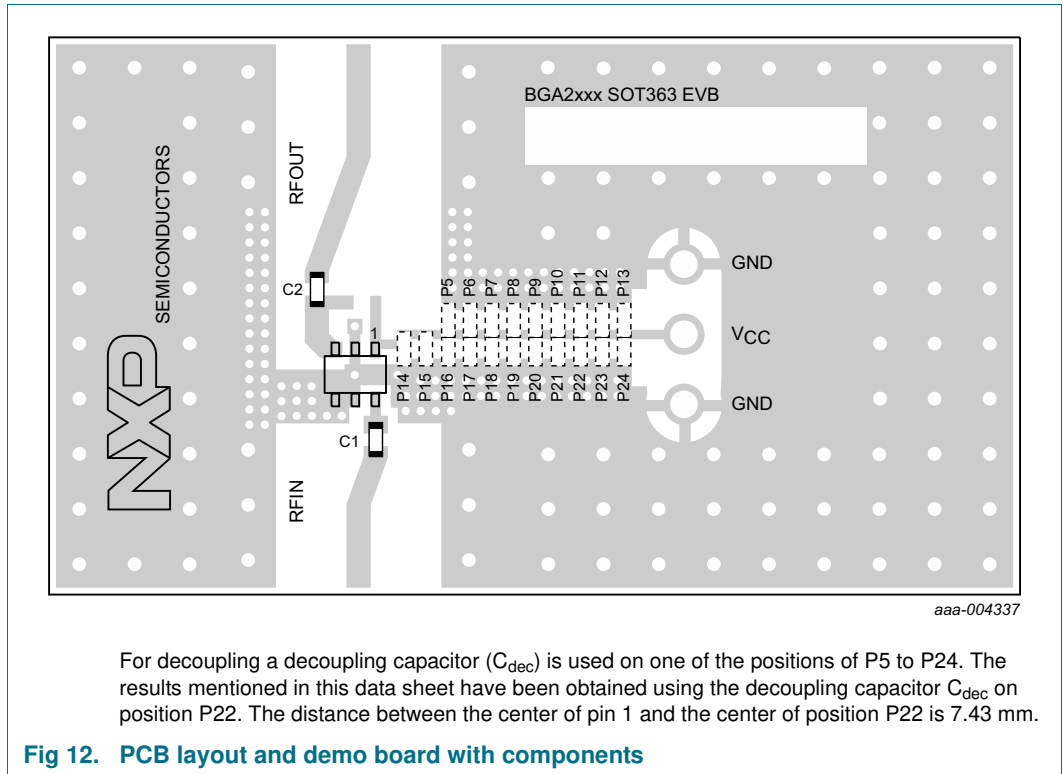 BGA2xxx SOT363 EVB
NXP
SEMICONDUCTORS
RFOUT
C2
1
P5
P6
P7
P8
P9
P10
P11
P12
P13
GND
VCC
GND
P14
P15
P16
P17
P18
P19
P20
P21
P22
P23
P24
C1
RFIN
aaa-004337
For decoupling a decoupling capacitor (Cdec) is used on one of the positions of P5 to P24. The
results mentioned in this data sheet have been obtained using the decoupling capacitor Cdec on
position P22. The distance between the center of pin 1 and the center of position P22 is 7.43 mm.
Fig 12. PCB layout and demo board with components